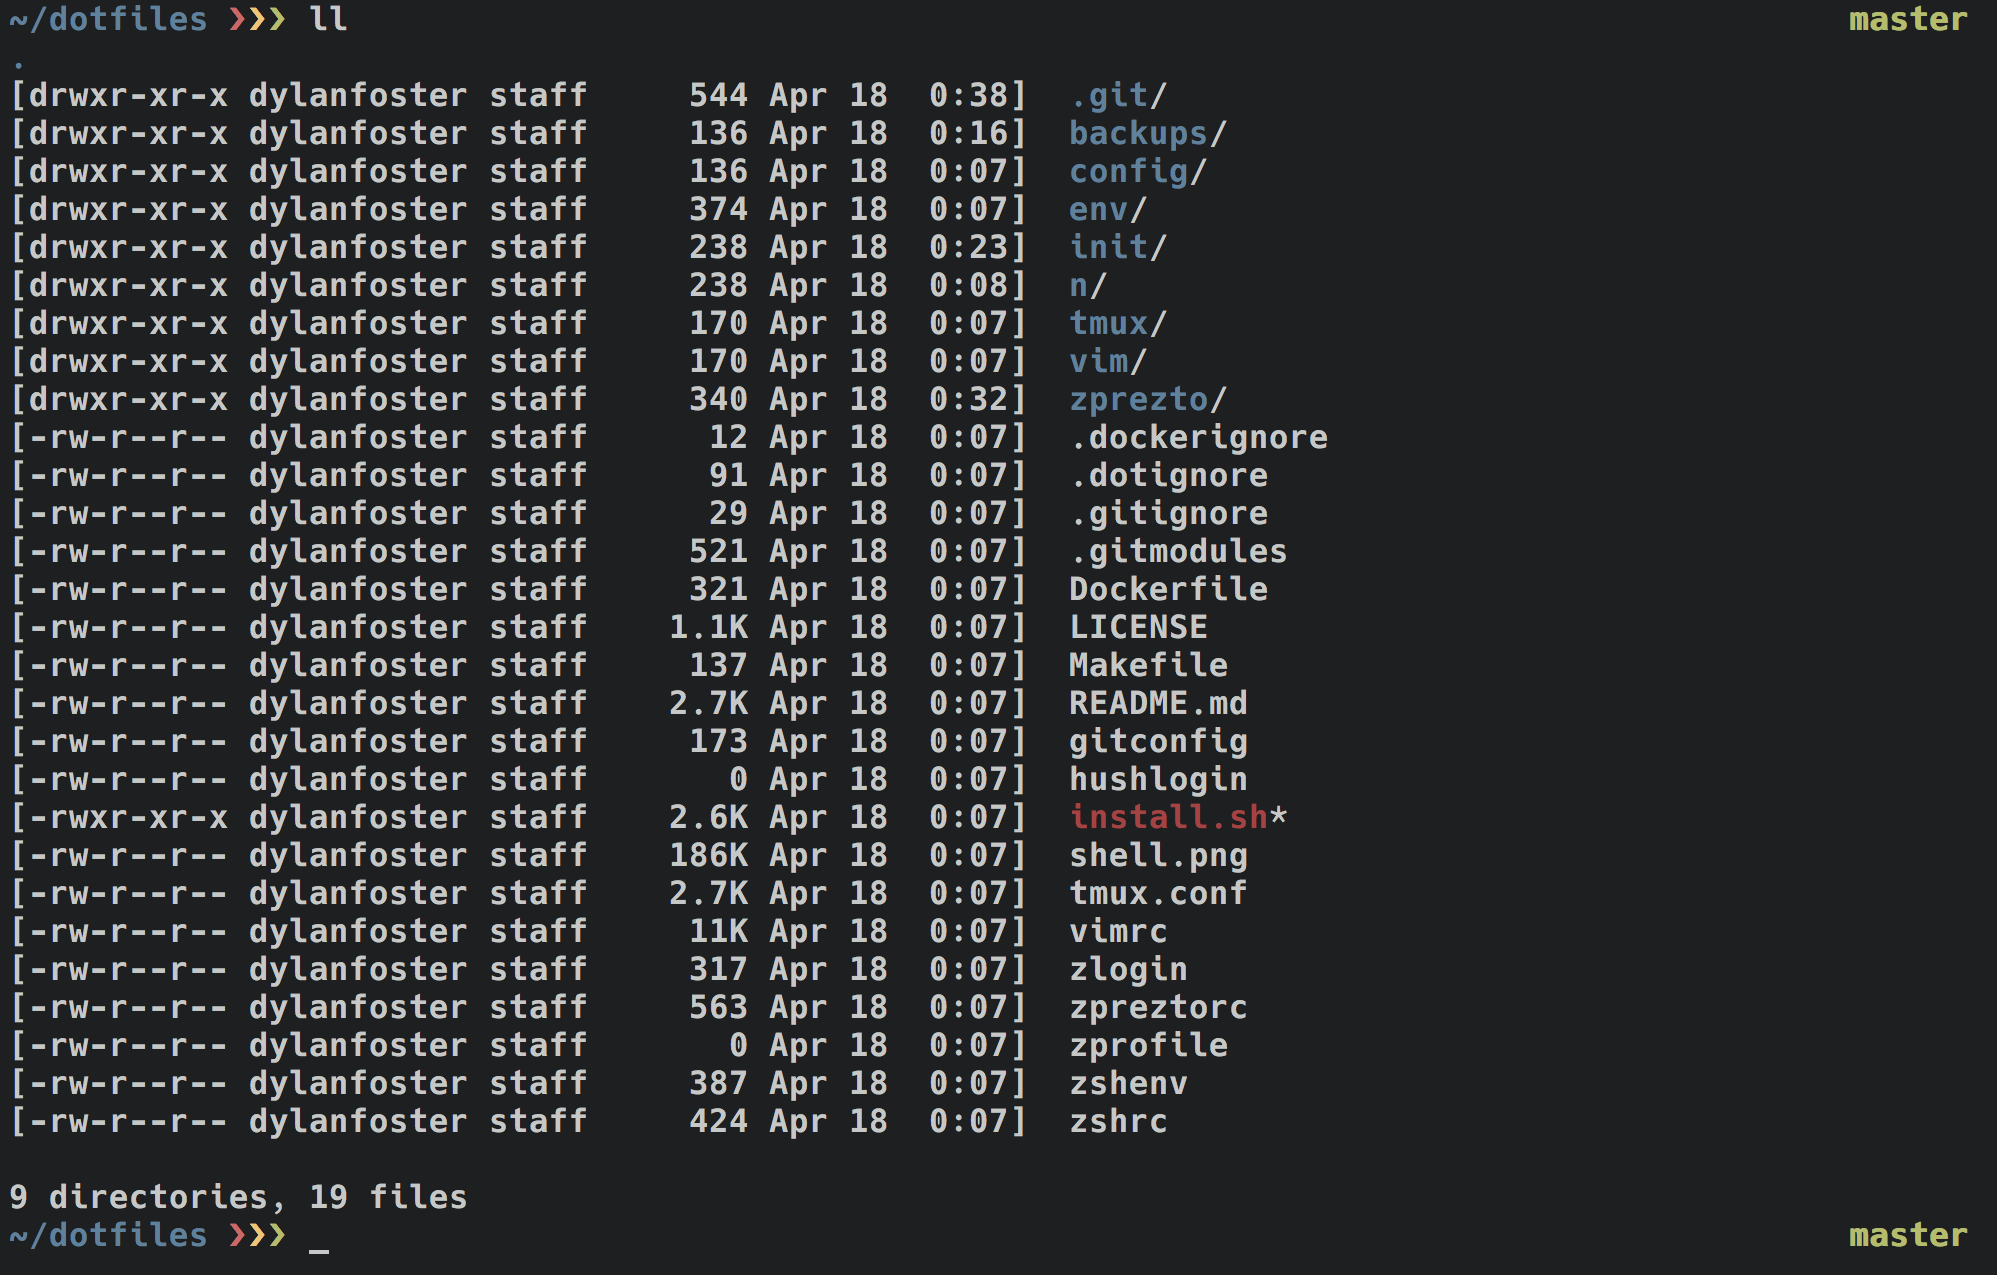 ~/dotfiles ❯❯❯ ll master
.
[drwxr-xr-x dylanfoster staff     544 Apr 18  0:38]  .git/
[drwxr-xr-x dylanfoster staff     136 Apr 18  0:16]  backups/
[drwxr-xr-x dylanfoster staff     136 Apr 18  0:07]  config/
[drwxr-xr-x dylanfoster staff     374 Apr 18  0:07]  env/
[drwxr-xr-x dylanfoster staff     238 Apr 18  0:23]  init/
[drwxr-xr-x dylanfoster staff     238 Apr 18  0:08]  n/
[drwxr-xr-x dylanfoster staff     170 Apr 18  0:07]  tmux/
[drwxr-xr-x dylanfoster staff     170 Apr 18  0:07]  vim/
[drwxr-xr-x dylanfoster staff     340 Apr 18  0:32]  zprezto/
[-rw-r--r-- dylanfoster staff      12 Apr 18  0:07]  .dockerignore
[-rw-r--r-- dylanfoster staff      91 Apr 18  0:07]  .dotignore
[-rw-r--r-- dylanfoster staff      29 Apr 18  0:07]  .gitignore
[-rw-r--r-- dylanfoster staff     521 Apr 18  0:07]  .gitmodules
[-rw-r--r-- dylanfoster staff     321 Apr 18  0:07]  Dockerfile
[-rw-r--r-- dylanfoster staff    1.1K Apr 18  0:07]  LICENSE
[-rw-r--r-- dylanfoster staff     137 Apr 18  0:07]  Makefile
[-rw-r--r-- dylanfoster staff    2.7K Apr 18  0:07]  README.md
[-rw-r--r-- dylanfoster staff     173 Apr 18  0:07]  gitconfig
[-rw-r--r-- dylanfoster staff       0 Apr 18  0:07]  hushlogin
[-rwxr-xr-x dylanfoster staff    2.6K Apr 18  0:07]  install.sh*
[-rw-r--r-- dylanfoster staff    186K Apr 18  0:07]  shell.png
[-rw-r--r-- dylanfoster staff    2.7K Apr 18  0:07]  tmux.conf
[-rw-r--r-- dylanfoster staff     11K Apr 18  0:07]  vimrc
[-rw-r--r-- dylanfoster staff     317 Apr 18  0:07]  zlogin
[-rw-r--r-- dylanfoster staff     563 Apr 18  0:07]  zpreztorc
[-rw-r--r-- dylanfoster staff       0 Apr 18  0:07]  zprofile
[-rw-r--r-- dylanfoster staff     387 Apr 18  0:07]  zshenv
[-rw-r--r-- dylanfoster staff     424 Apr 18  0:07]  zshrc
9 directories, 19 files
~/dotfiles ❯❯❯ _ master